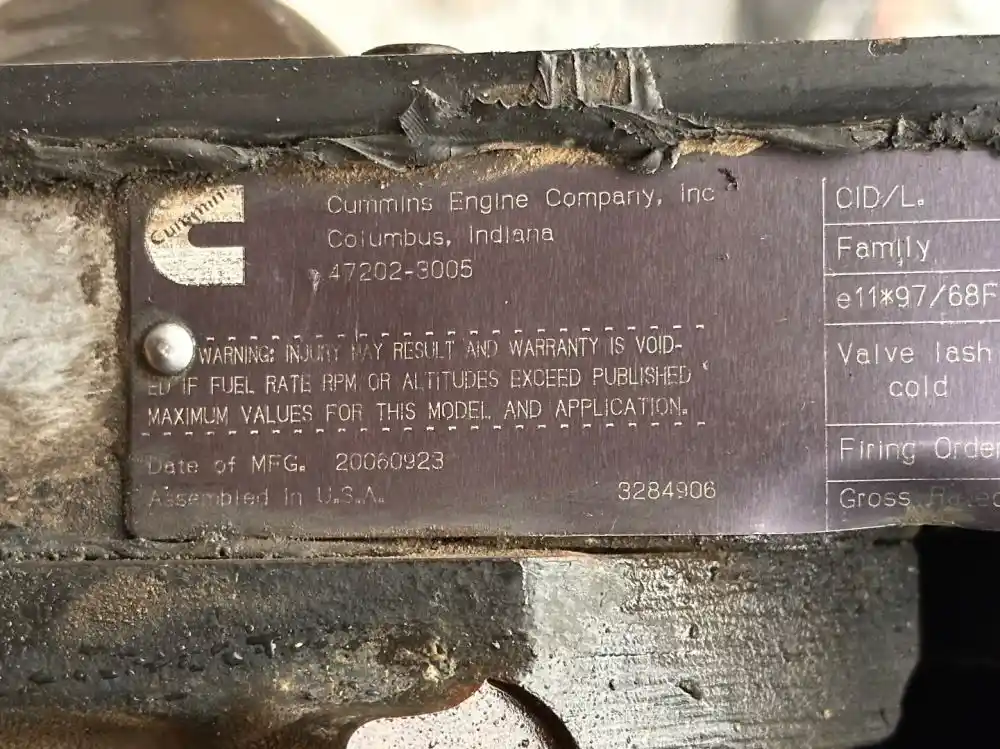 Cummins
Cummins Engine Company, Inc
Columbus, Indiana
47202-3005
WARNING: INJURY MAY RESULT AND WARRANTY IS VOID-
ED IF FUEL RATE RPM OR ALTITUDES EXCEED PUBLISHED
MAXIMUM VALUES FOR THIS MODEL AND APPLICATION.
Date of MFG. 20060923
Assembled in U.S.A.
3284906
CID/L.
Family
e11*97/68F
Valve lash
cold
Firing Order
Gross Rated